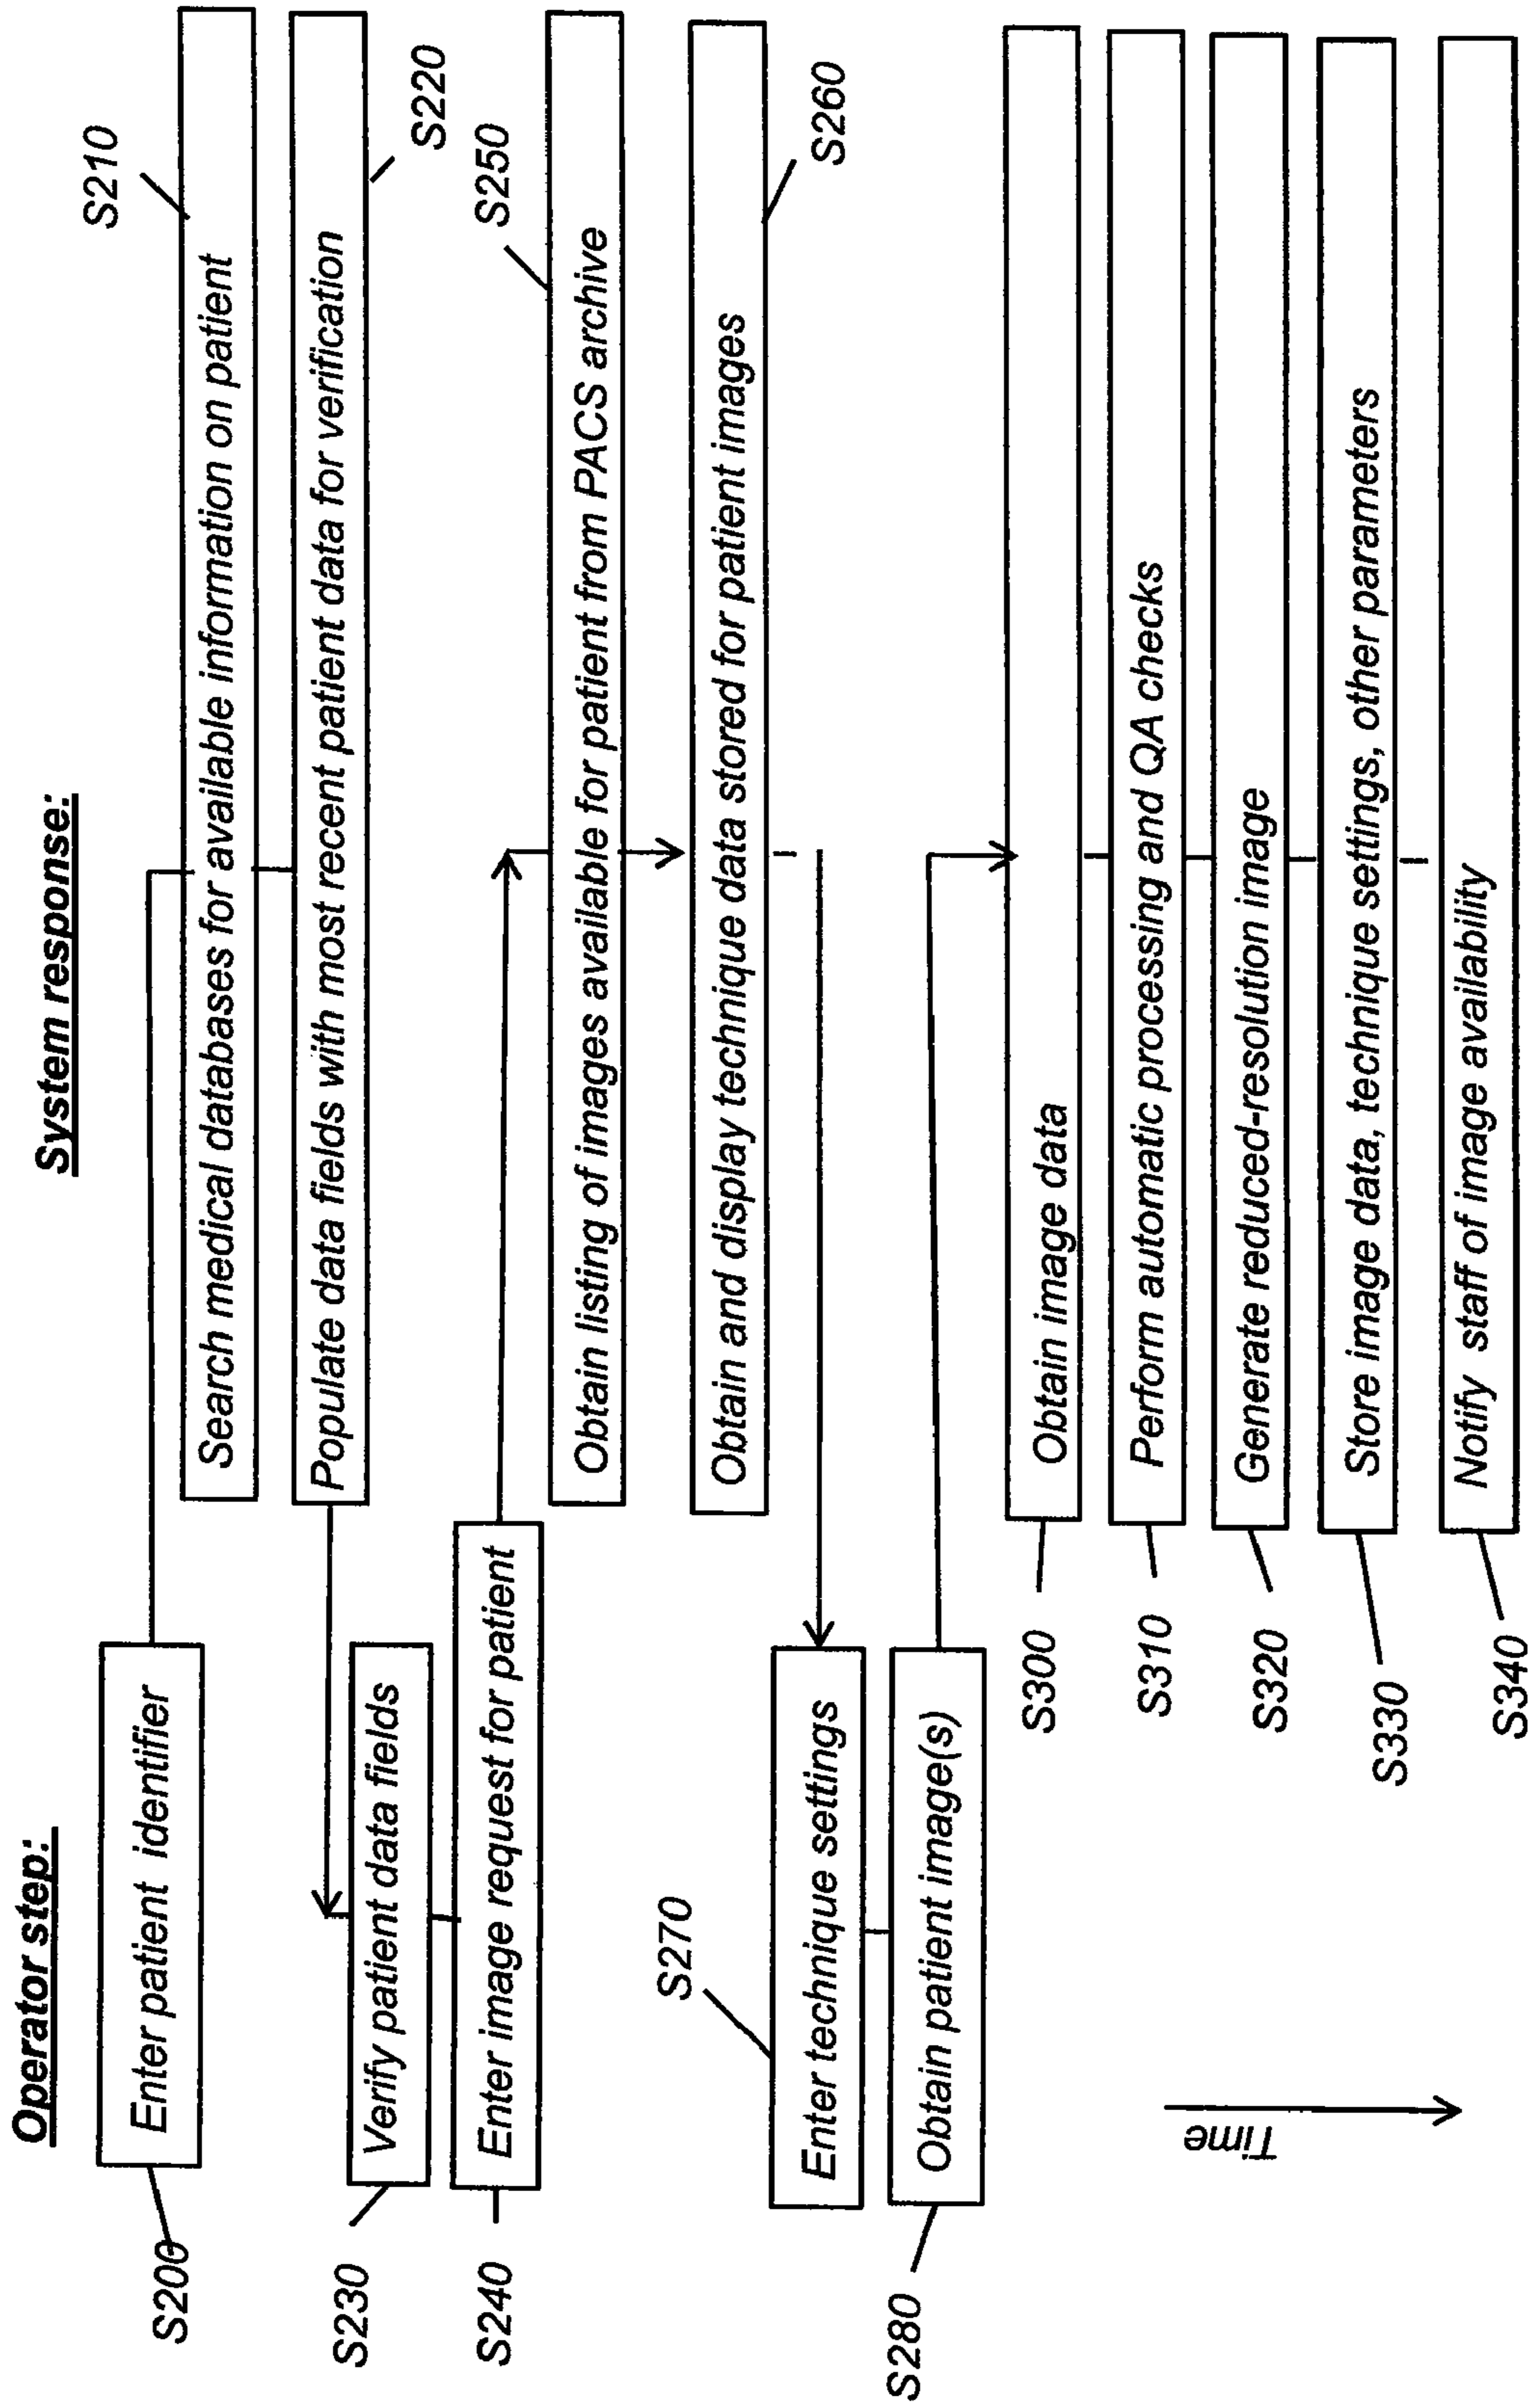 Operator step:
System response:
S200
Enter patient identifier
S210
Search medical databases for available information on patient
Populate data fields with most recent patient data for verification
S220
S230
Verify patient data fields
S240
Enter image request for patient
S250
Obtain listing of images available for patient from PACS archive
Obtain and display technique data stored for patient images
S260
S270
Enter technique settings
S280
Obtain patient image(s)
S300
Obtain image data
S310
Perform automatic processing and QA checks
S320
Generate reduced-resolution image
S330
Store image data, technique settings, other parameters
S340
Notify staff of image availability
Time